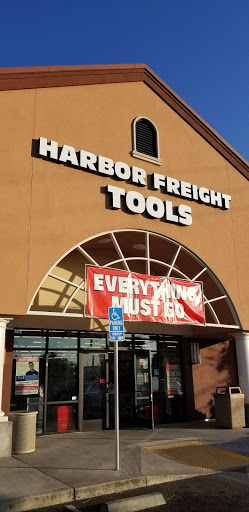 HARBOR FREIGHT
TOOLS
EVERYTHING
MUST GO